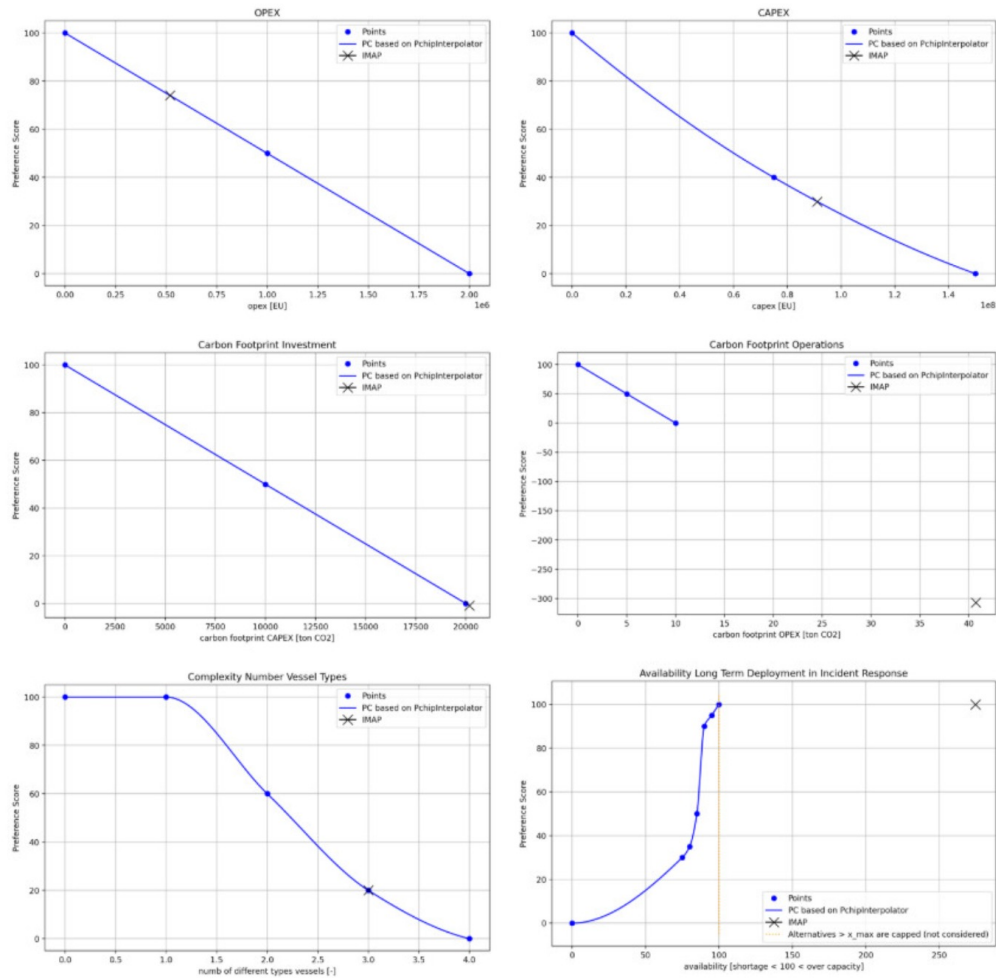 OPEX
Points
PC based on PchipInterpolator
IMAP
Preference Score
100
80
60
40
20
0
0.00 0.25 0.50 0.75 1.00 1.25 1.50 1.75 2.00
1e6
opex [EU]
CAPEX
Points
PC based on PchipInterpolator
IMAP
Preference Score
100
80
60
40
20
0
0.0 0.2 0.4 0.6 0.8 1.0 1.2 1.4
1e8
capex [EU]
Carbon Footprint Investment
Points
PC based on PchipInterpolator
IMAP
Preference Score
100
80
60
40
20
0
0 2500 5000 7500 10000 12500 15000 17500 20000
carbon footprint CAPEX [ton CO2]
Carbon Footprint Operations
Points
PC based on PchipInterpolator
IMAP
Preference Score
100
50
0
−50
−100
−150
−200
−250
−300
0 5 10 15 20 25 30 35 40
carbon footprint OPEX [ton CO2]
Complexity Number Vessel Types
Points
PC based on PchipInterpolator
IMAP
Preference Score
100
80
60
40
20
0
0.0 0.5 1.0 1.5 2.0 2.5 3.0 3.5 4.0
numb of different types vessels [-]
Availability Long Term Deployment in Incident Response
Preference Score
100
80
60
40
20
0
Points
PC based on PchipInterpolator
IMAP
Alternatives > x_max are capped (not considered)
0 50 100 150 200 250
availability [shortage < 100 < over capacity]